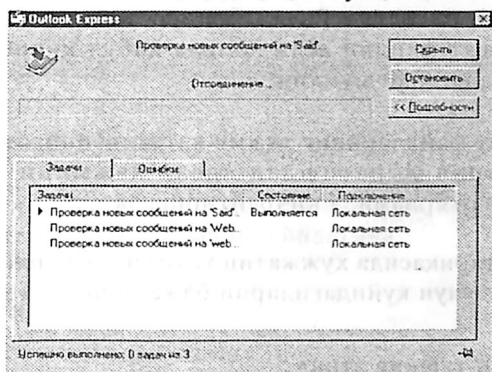 Outlook Express
Проверка новых сообщений на 'Said'.
Скрыть
Отсоединение...
Остановить
<< Подробности
Задачи Ошибки
Задачи Состояние Подключение
Проверка новых сообщений на 'Said'. Выполняется Локальная сеть
Проверка новых сообщений на 'Web... Локальная сеть
Проверка новых сообщений на 'web... Локальная сеть
Успешно выполнено: 0 задач из 3